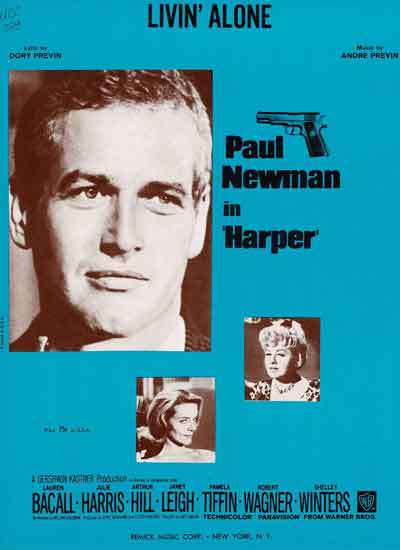 LIVIN' ALONE
Lyric by
DORY PREVIN
Music by
ANDRE PREVIN
Paul
Newman
in
'Harper'
A GERSHWIN KASTNER Production
LAUREN JULIE ARTHUR JANET PAMELA ROBERT SHELLEY
BACALL · HARRIS · HILL · LEIGH · TIFFIN · WAGNER · WINTERS
TECHNICOLOR PANAVISION FROM WARNER BROS.
REMICK MUSIC CORP. · NEW YORK, N. Y.